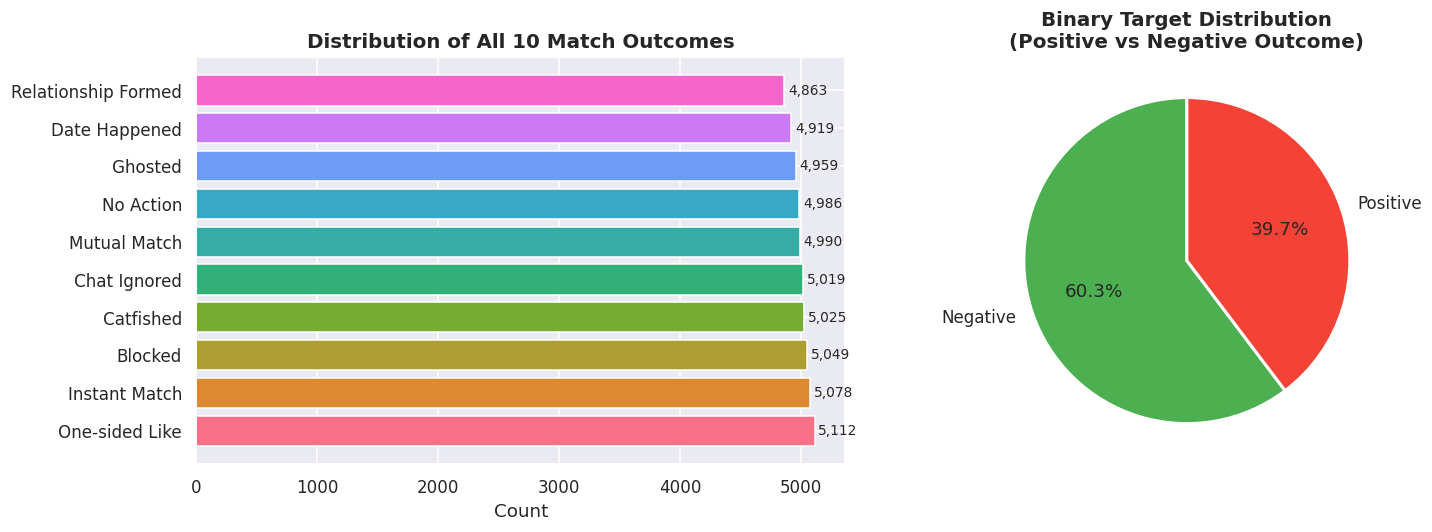 Distribution of All 10 Match Outcomes
Relationship Formed
4,863
Date Happened
4,919
Ghosted
4,959
No Action
4,986
Mutual Match
4,990
Chat Ignored
5,019
Catfished
5,025
Blocked
5,049
Instant Match
5,078
One-sided Like
5,112
0 1000 2000 3000 4000 5000
Count
Binary Target Distribution
(Positive vs Negative Outcome)
Positive
39.7%
60.3%
Negative